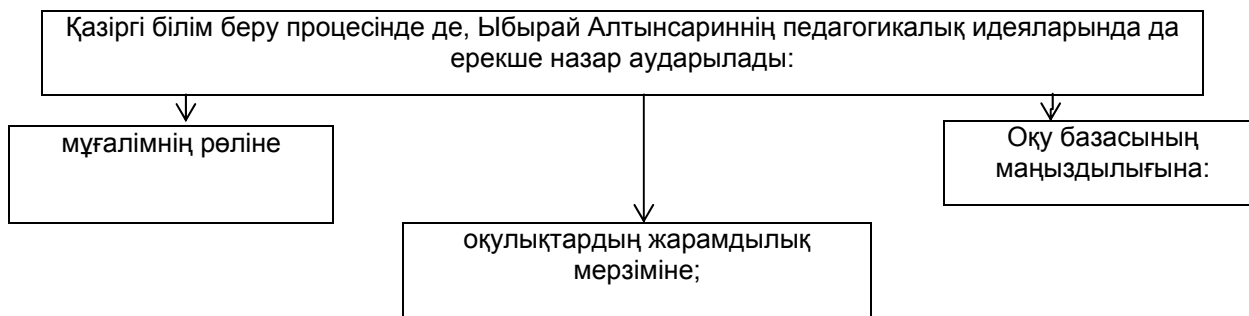 Қазіргі білім беру процесінде де, Ыбырай Алтынсариннің педагогикалық идеяларында да
ерекше назар аударылады:
мұғалімнің рөліне
Оқу базасының
маңыздылығына:
оқулықтардың жарамдылық
мерзіміне;